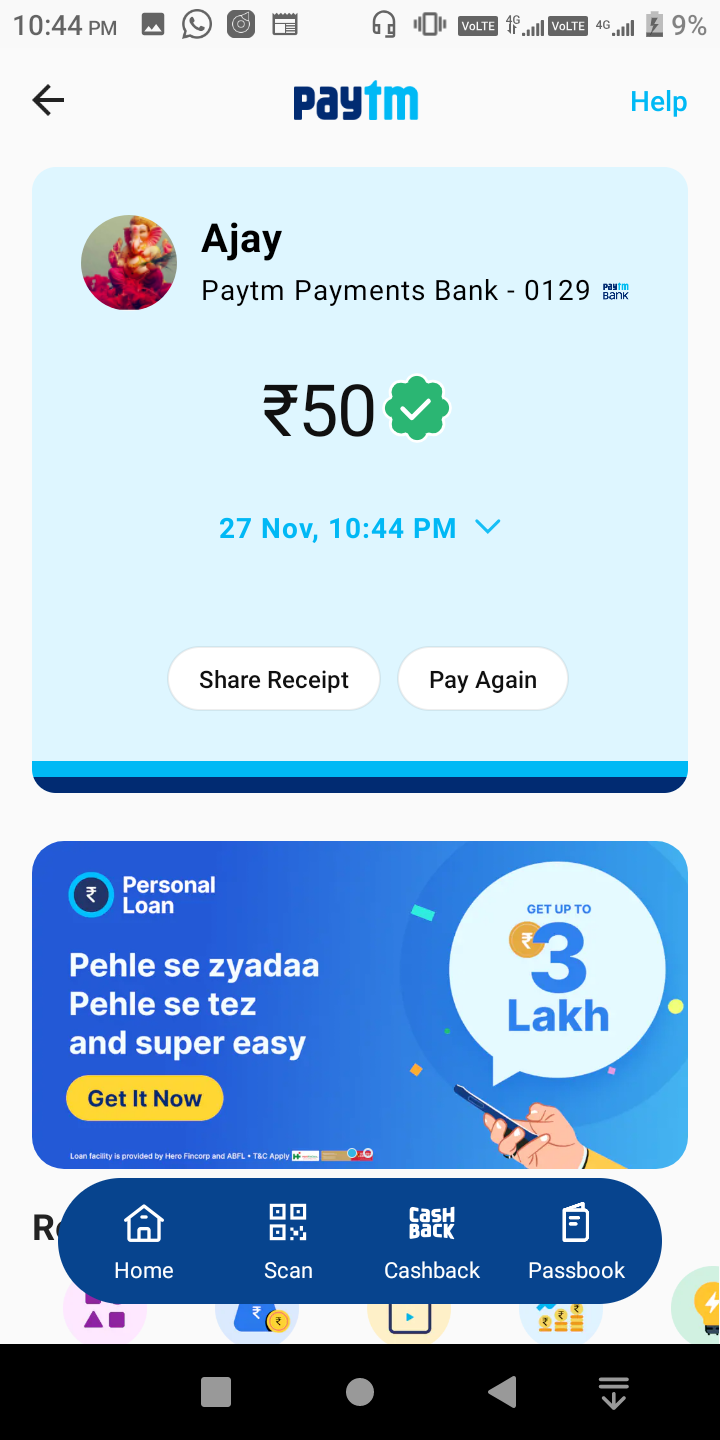 10:44 PM
VoLTE 4G VoLTE 4G 9%
paytm
Help
Ajay
Paytm Payments Bank - 0129 paytm BANK
₹50
27 Nov, 10:44 PM
Share Receipt
Pay Again
₹ Personal
Loan
Pehle se zyadaa
Pehle se tez
and super easy
Get It Now
GET UP TO
₹ 3
Lakh
Loan facility is provided by Hero Fincorp and ABFL • T&C Apply
Home
Scan
CASH
BACK
Cashback
Passbook
₹ ₹
₹ ₹ ₹